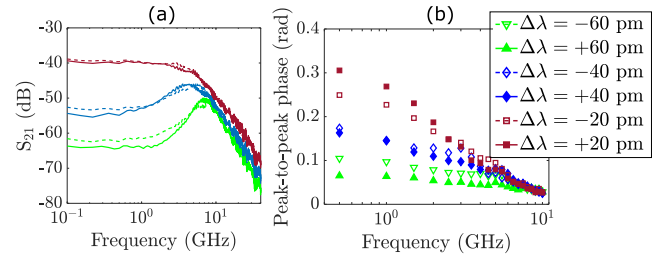 (a)
-30
-40
-50
-60
-70
-80
S21 (dB)
10^-1
10^0
10^1
Frequency (GHz)
(b)
0.4
0.3
0.2
0.1
0
Peak-to-peak phase (rad)
10^0
10^1
Frequency (GHz)
Δλ = −60 pm
Δλ = +60 pm
Δλ = −40 pm
Δλ = +40 pm
Δλ = −20 pm
Δλ = +20 pm